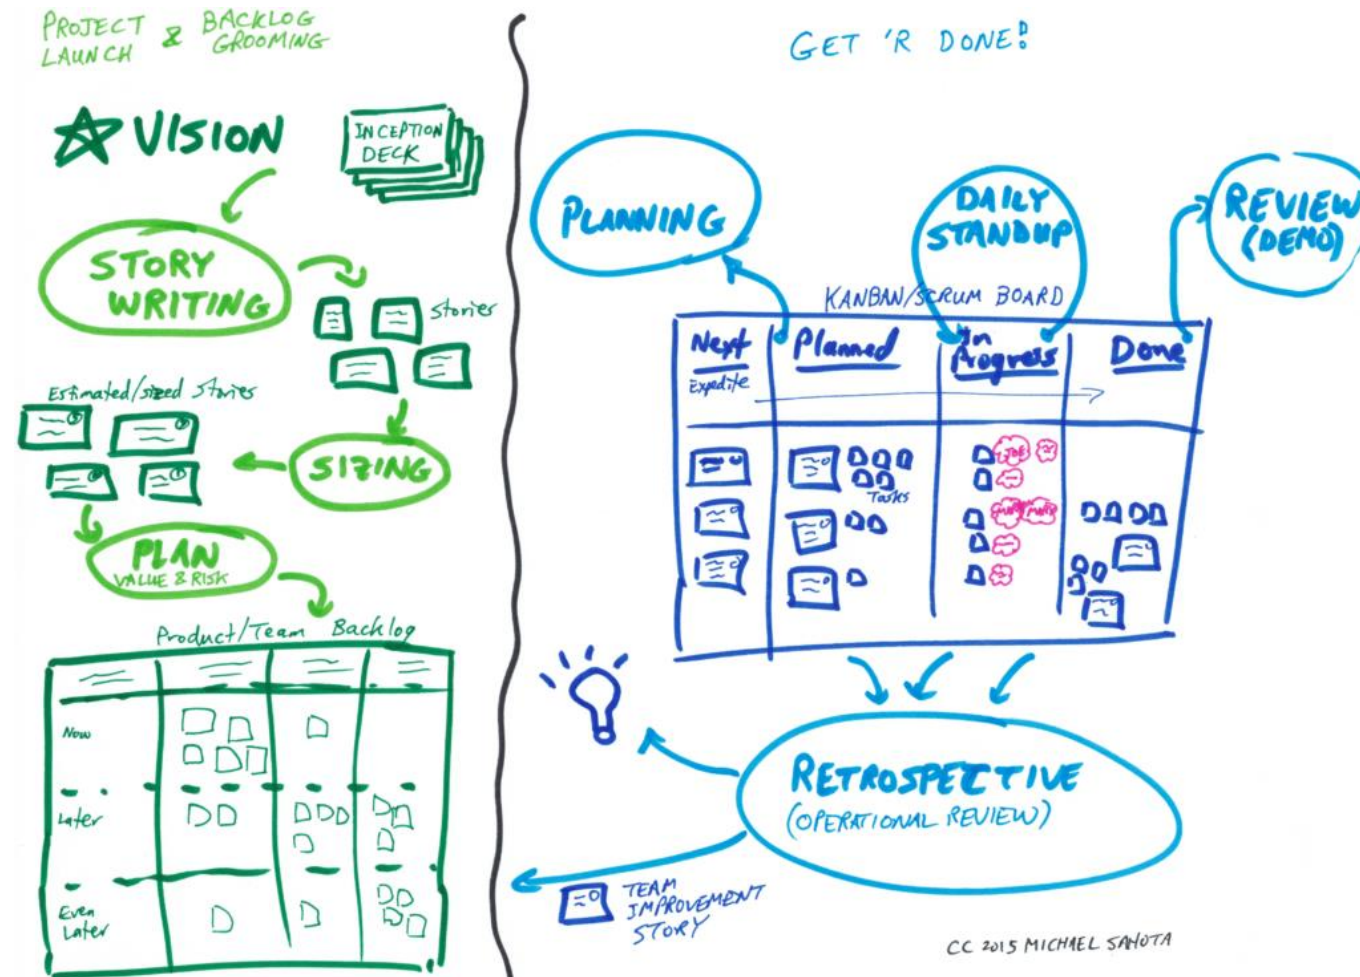 PROJECT LAUNCH & BACKLOG GROOMING
VISION
INCEPTION
DECK
STORY
WRITING
Stories
Estimated/sized Stories
SIZING
PLAN
VALUE & RISK
Product/Team Backlog
Now
Later
Even
Later
GET 'R DONE!
PLANNING
DAILY
STANDUP
REVIEW
(DEMO)
KANBAN/SCRUM BOARD
Next
Expedite
Planned
In
Progress
Done
Tasks
JOE
RETROSPECTIVE
(OPERATIONAL REVIEW)
TEAM
IMPROVEMENT
STORY
CC 2015 MICHAEL SAHOTA